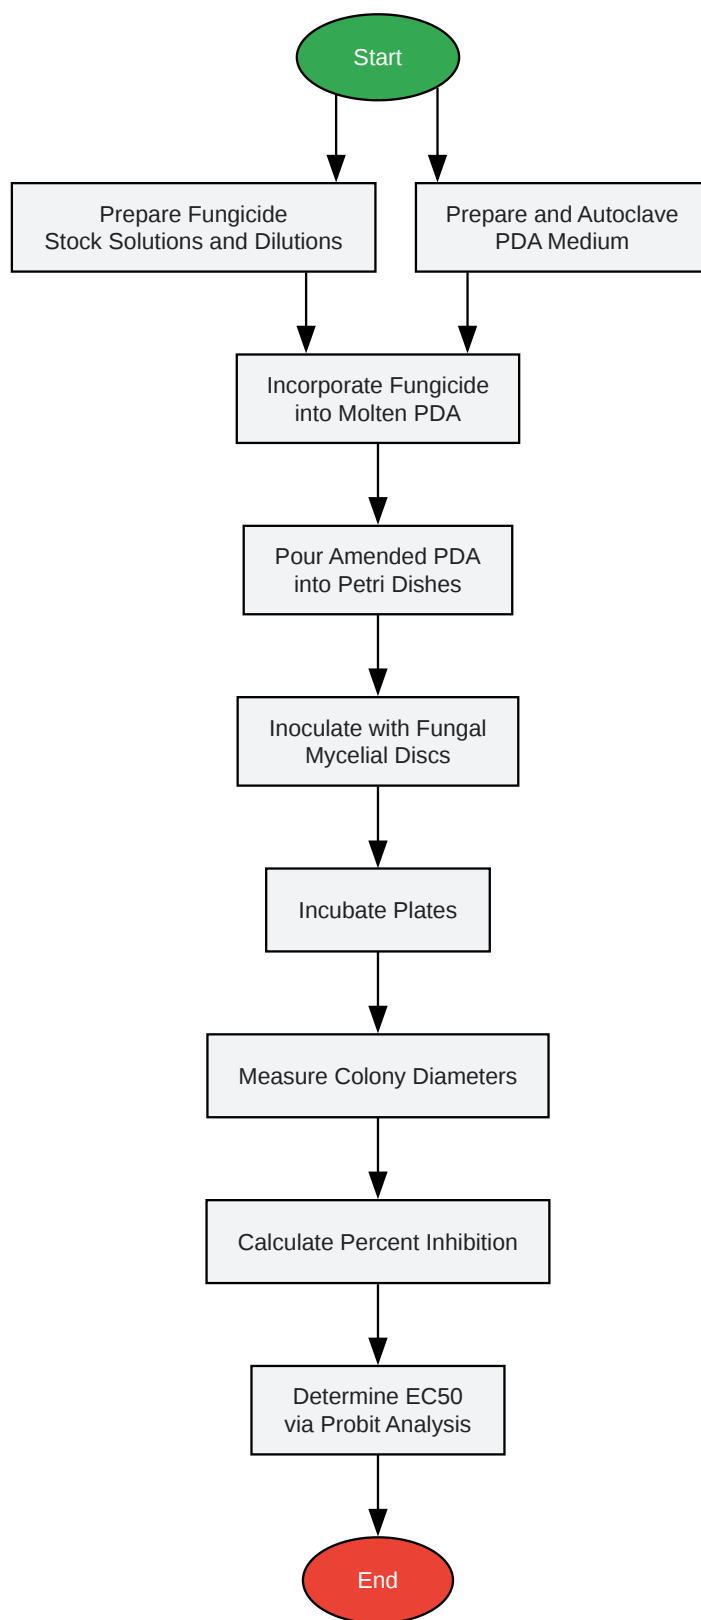 Start
Prepare Fungicide
Stock Solutions and Dilutions
Prepare and Autoclave
PDA Medium
Incorporate Fungicide
into Molten PDA
Pour Amended PDA
into Petri Dishes
Inoculate with Fungal
Mycelial Discs
Incubate Plates
Measure Colony Diameters
Calculate Percent Inhibition
Determine EC50
via Probit Analysis
End